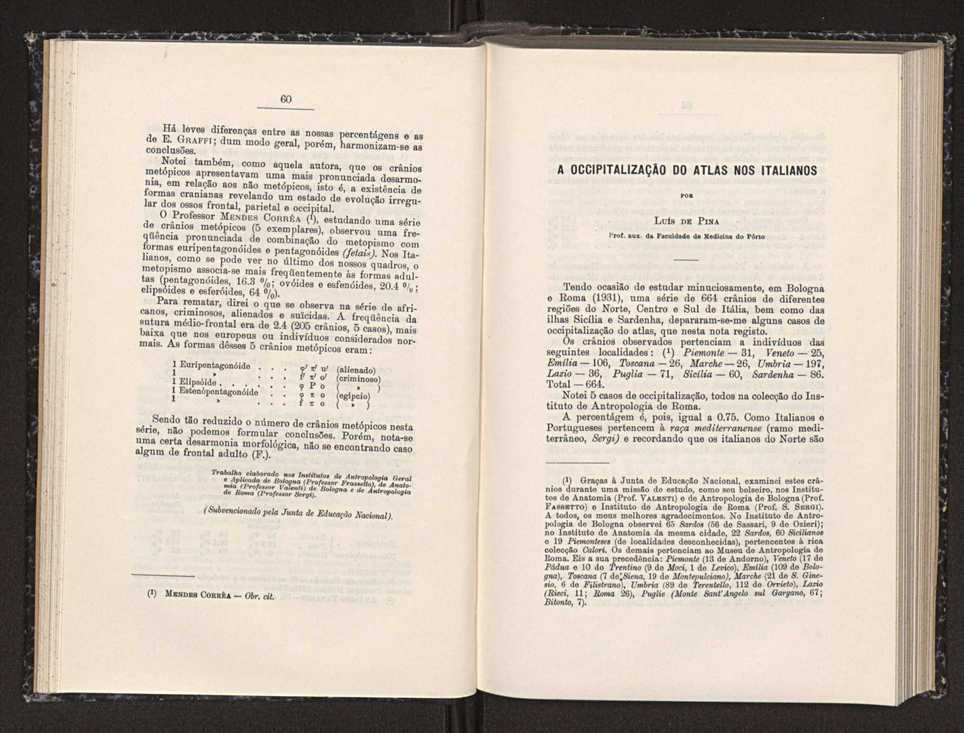 60
Há leves diferenças entre as nossas percentágens e as
de E. GRAFFI; dum modo geral, porém, harmonizam-se as
conclusões.
Notei também, como aquela autora, que os crânios
metópicos apresentavam uma mais pronunciada desarmo-
nia, em relação aos não metópicos, isto é, a existência de
formas cranianas revelando um estado de evolução irregu-
lar dos ossos frontal, parietal e occipital.
O Professor MENDES CORRÊA (¹), estudando uma série
de crânios metópicos (5 exemplares), observou uma fre-
qüência pronunciada de combinação do metopismo com
formas euripentagonóides e pentagonóides (fetais). Nos Ita-
lianos, como se pode ver no último dos nossos quadros, o
metopismo associa-se mais freqüentemente às formas adul-
tas (pentagonóides, 16.3 %; ovóides e esfenóides, 20.4 %;
elipsóides e esferóides, 64 %).
Para rematar, direi o que se observa na série de afri-
canos, criminosos, alienados e suïcidas. A freqüência da
sutura médio-frontal era de 2.4 (205 crânios, 5 casos), mais
baixa que nos europeus ou indivíduos considerados nor-
mais. As formas dêsses 5 crânios metópicos eram:
1 Euripentagonóide . . . φ' π' ω' (alienado)
1 » . . . . f' π' o' (criminoso)
1 Elipsóide . . . . . . φ P o ( » )
1 Estenòpentagonóide . . φ π o (egípcio)
1 » . . . f π o ( » )
Sendo tão reduzido o número de crânios metópicos nesta
série, não podemos formular conclusões. Porém, nota-se
uma certa desarmonia morfológica, não se encontrando caso
algum de frontal adulto (F.).
Trabalho elaborado nos Institutos de Antropologia Geral
e Aplicada de Bologna (Professor Frassetto), de Anato-
mia (Professor Valenti) de Bologna e de Antropologia
de Roma (Professor Sergi).
(Subvencionado pela Junta de Educação Nacional).
(¹) MENDES CORRÊA — Obr. cit.
A OCCIPITALIZAÇÃO DO ATLAS NOS ITALIANOS
POR
LUÍS DE PINA
Prof. aux. da Faculdade de Medicina do Pôrto
Tendo ocasião de estudar minuciosamente, em Bologna
e Roma (1931), uma série de 664 crânios de diferentes
regiões do Norte, Centro e Sul de Itália, bem como das
ilhas Sicília e Sardenha, depararam-se-me alguns casos de
occipitalização do atlas, que nesta nota registo.
Os crânios observados pertenciam a indivíduos das
seguintes localidades: (¹) Piemonte — 31, Veneto — 25,
Emília — 106, Toscana — 26, Marche — 26, Umbria — 197,
Lazio — 36, Puglia — 71, Sicília — 60, Sardenha — 86.
Total — 664.
Notei 5 casos de occipitalização, todos na colecção do Ins-
tituto de Antropologia de Roma.
A percentágem é, pois, igual a 0.75. Como Italianos e
Portugueses pertencem à raça mediterranense (ramo medi-
terrâneo, Sergi) e recordando que os italianos do Norte são
(¹) Graças à Junta de Educação Nacional, examinei estes crâ-
nios durante uma missão de estudo, como seu bolseiro, nos Institu-
tos de Anatomia (Prof. VALENTI) e de Antropologia de Bologna (Prof.
FASSETTO) e Instituto de Antropologia de Roma (Prof. S. SERGI).
A todos, os meus melhores agradecimentos. No Instituto de Antro-
pologia de Bologna observei 65 Sardos (56 de Sassari, 9 de Ozieri);
no Instituto de Anatomia da mesma cidade, 22 Sardos, 60 Sicilianos
e 19 Piemonteses (de localidades desconhecidas), pertencentes à rica
colecção Calori. Os demais pertenciam ao Museu de Antropologia de
Roma. Eis a sua precedência: Piemonte (13 de Andorno), Veneto (17 de
Pádua e 10 do Trentino (9 de Moci, 1 de Levico), Emília (109 de Bolo-
gna), Toscana (7 de Siena, 19 de Montepulciano), Marche (21 de S. Gine-
sio, 6 de Filistrano), Umbria (89 de Terentello, 112 de Orvieto), Lazio
(Rieci, 11; Roma 26), Puglie (Monte Sant'Angelo sul Gargano, 67;
Bitonto, 7).